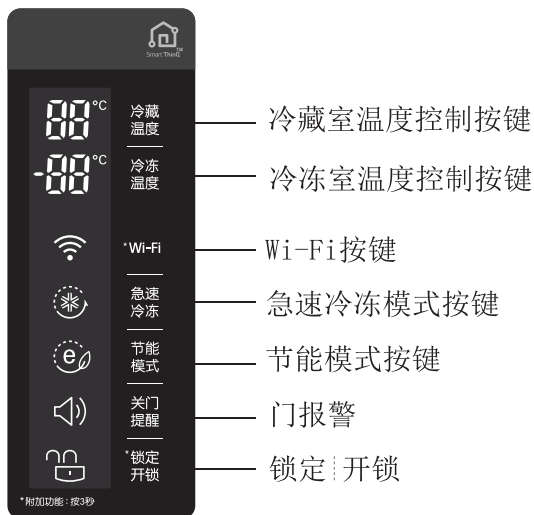 Smart ThinQ™
88°C
冷藏
温度
冷藏室温度控制按键
-88°C
冷冻
温度
冷冻室温度控制按键
*Wi-Fi
Wi-Fi按键
急速
冷冻
急速冷冻模式按键
e
节能
模式
节能模式按键
关门
提醒
门报警
*锁定
开锁
锁定¦开锁
*附加功能：按3秒